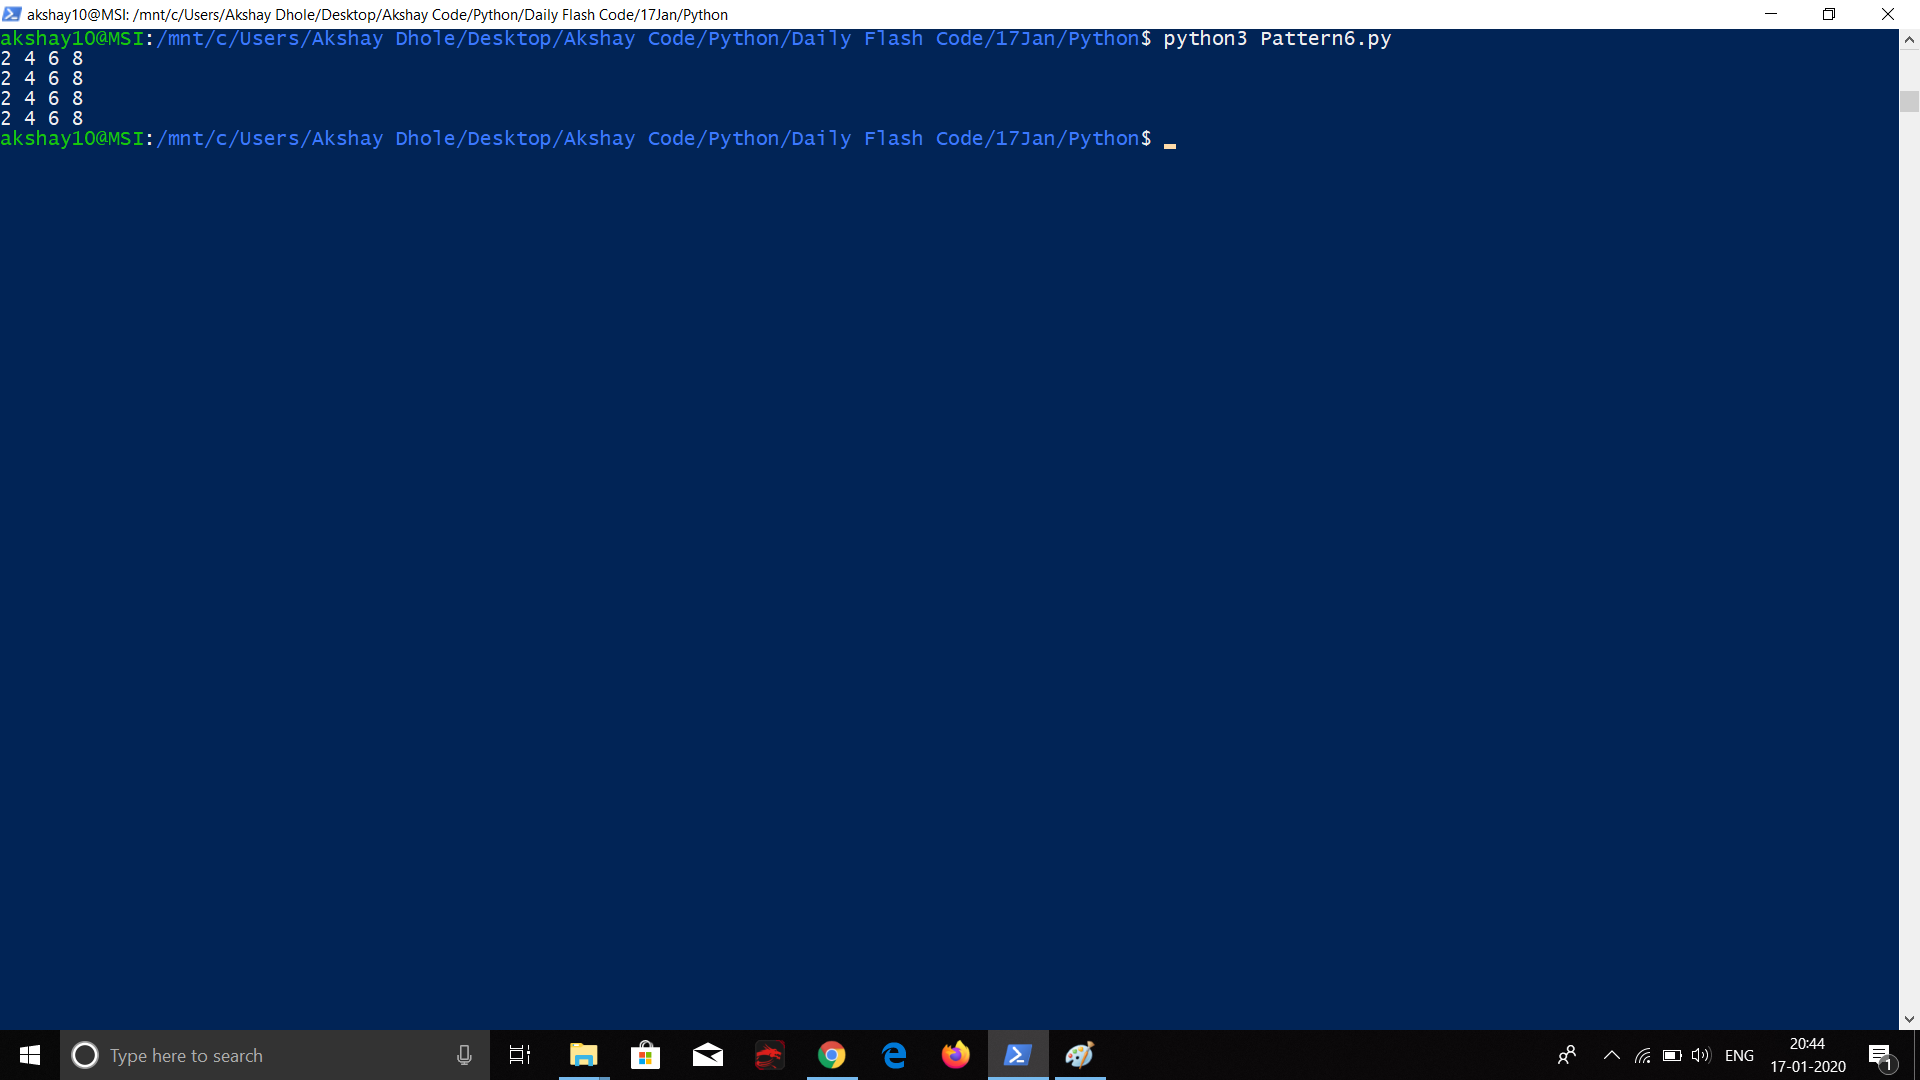 akshay10@MSI: /mnt/c/Users/Akshay Dhole/Desktop/Akshay Code/Python/Daily Flash Code/17Jan/Python
akshay10@MSI:/mnt/c/Users/Akshay Dhole/Desktop/Akshay Code/Python/Daily Flash Code/17Jan/Python$ python3 Pattern6.py
2 4 6 8
2 4 6 8
2 4 6 8
2 4 6 8
akshay10@MSI:/mnt/c/Users/Akshay Dhole/Desktop/Akshay Code/Python/Daily Flash Code/17Jan/Python$
Type here to search
ENG
20:44
17-01-2020
1